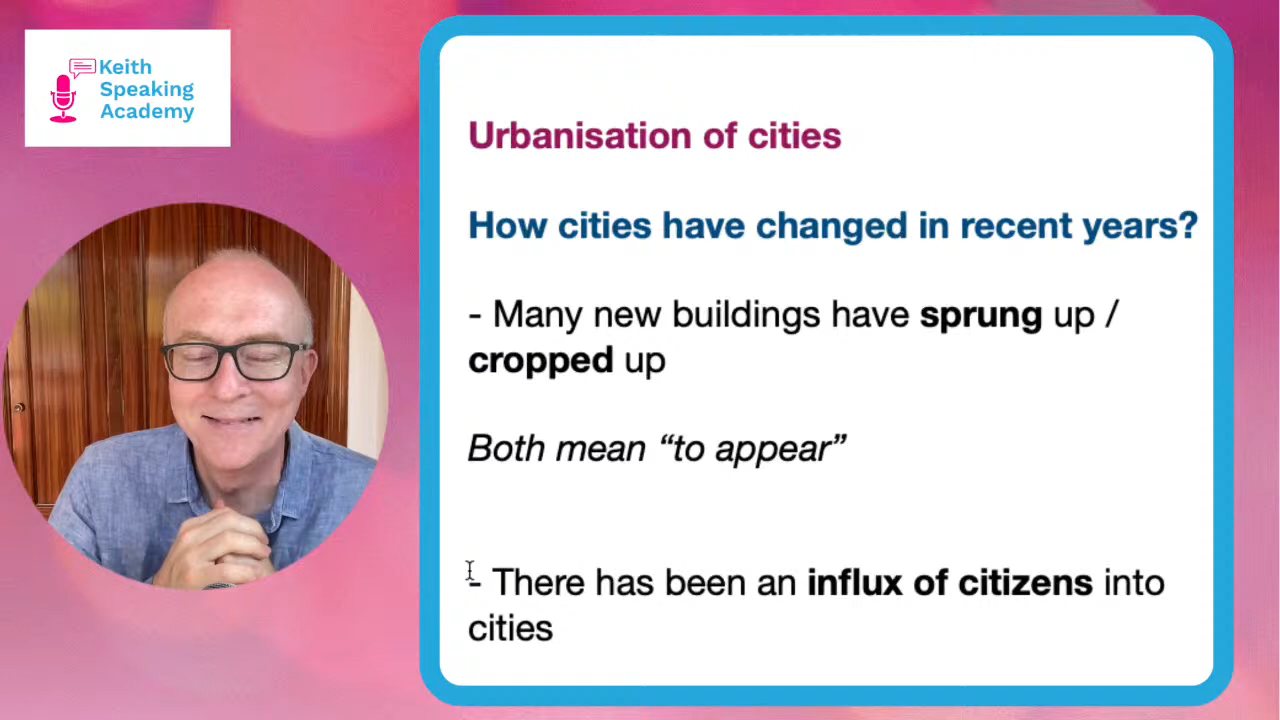 Keith
Speaking
Academy
Urbanisation of cities
How cities have changed in recent years?
- Many new buildings have sprung up /
cropped up
Both mean “to appear”
- There has been an influx of citizens into
cities